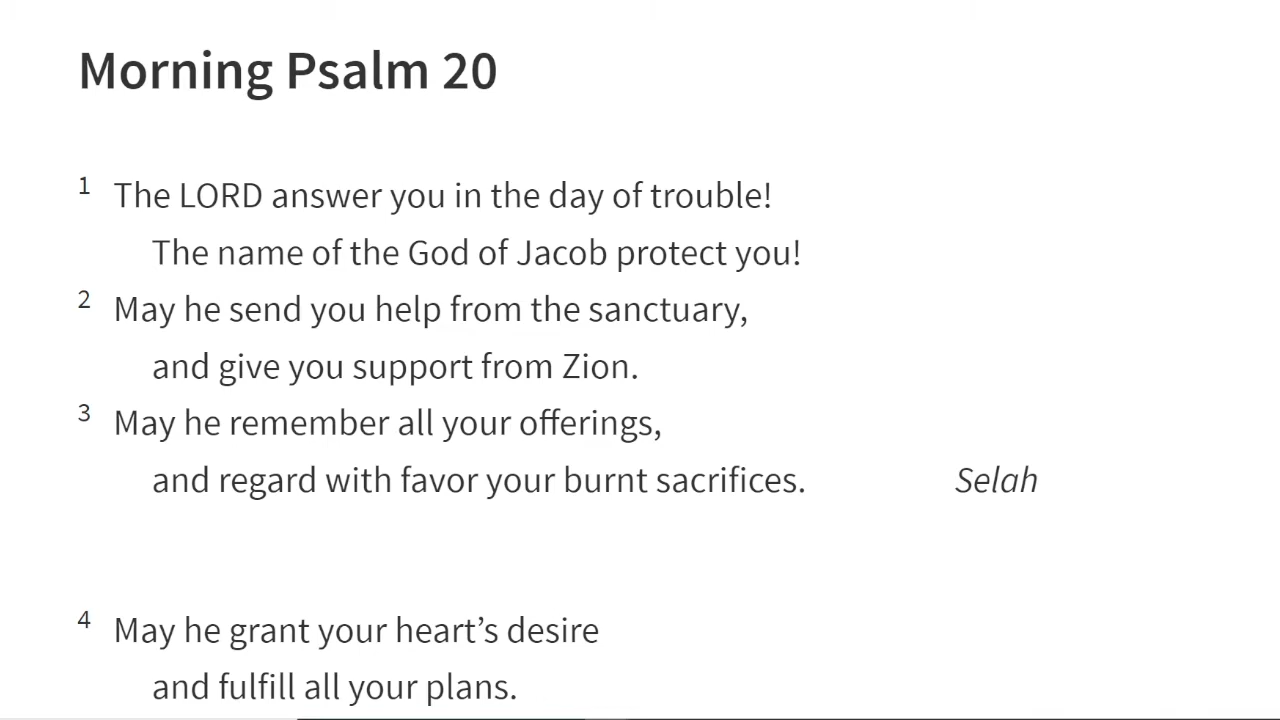 Morning Psalm 20
1 The LORD answer you in the day of trouble!
The name of the God of Jacob protect you!
2 May he send you help from the sanctuary,
and give you support from Zion.
3 May he remember all your offerings,
and regard with favor your burnt sacrifices. Selah
4 May he grant your heart’s desire
and fulfill all your plans.